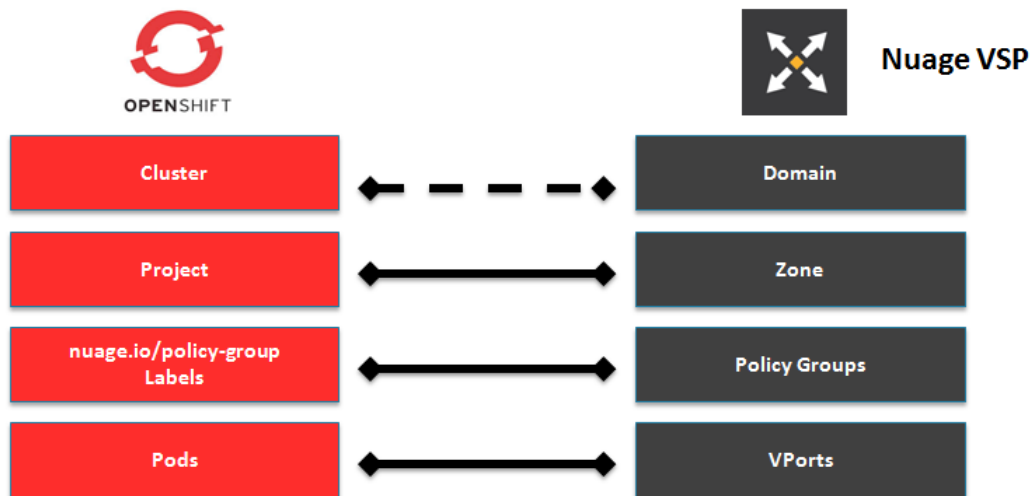 OPENSHIFT
Nuage VSP
Cluster
Domain
Project
Zone
nuage.io/policy-group
Labels
Policy Groups
Pods
VPorts